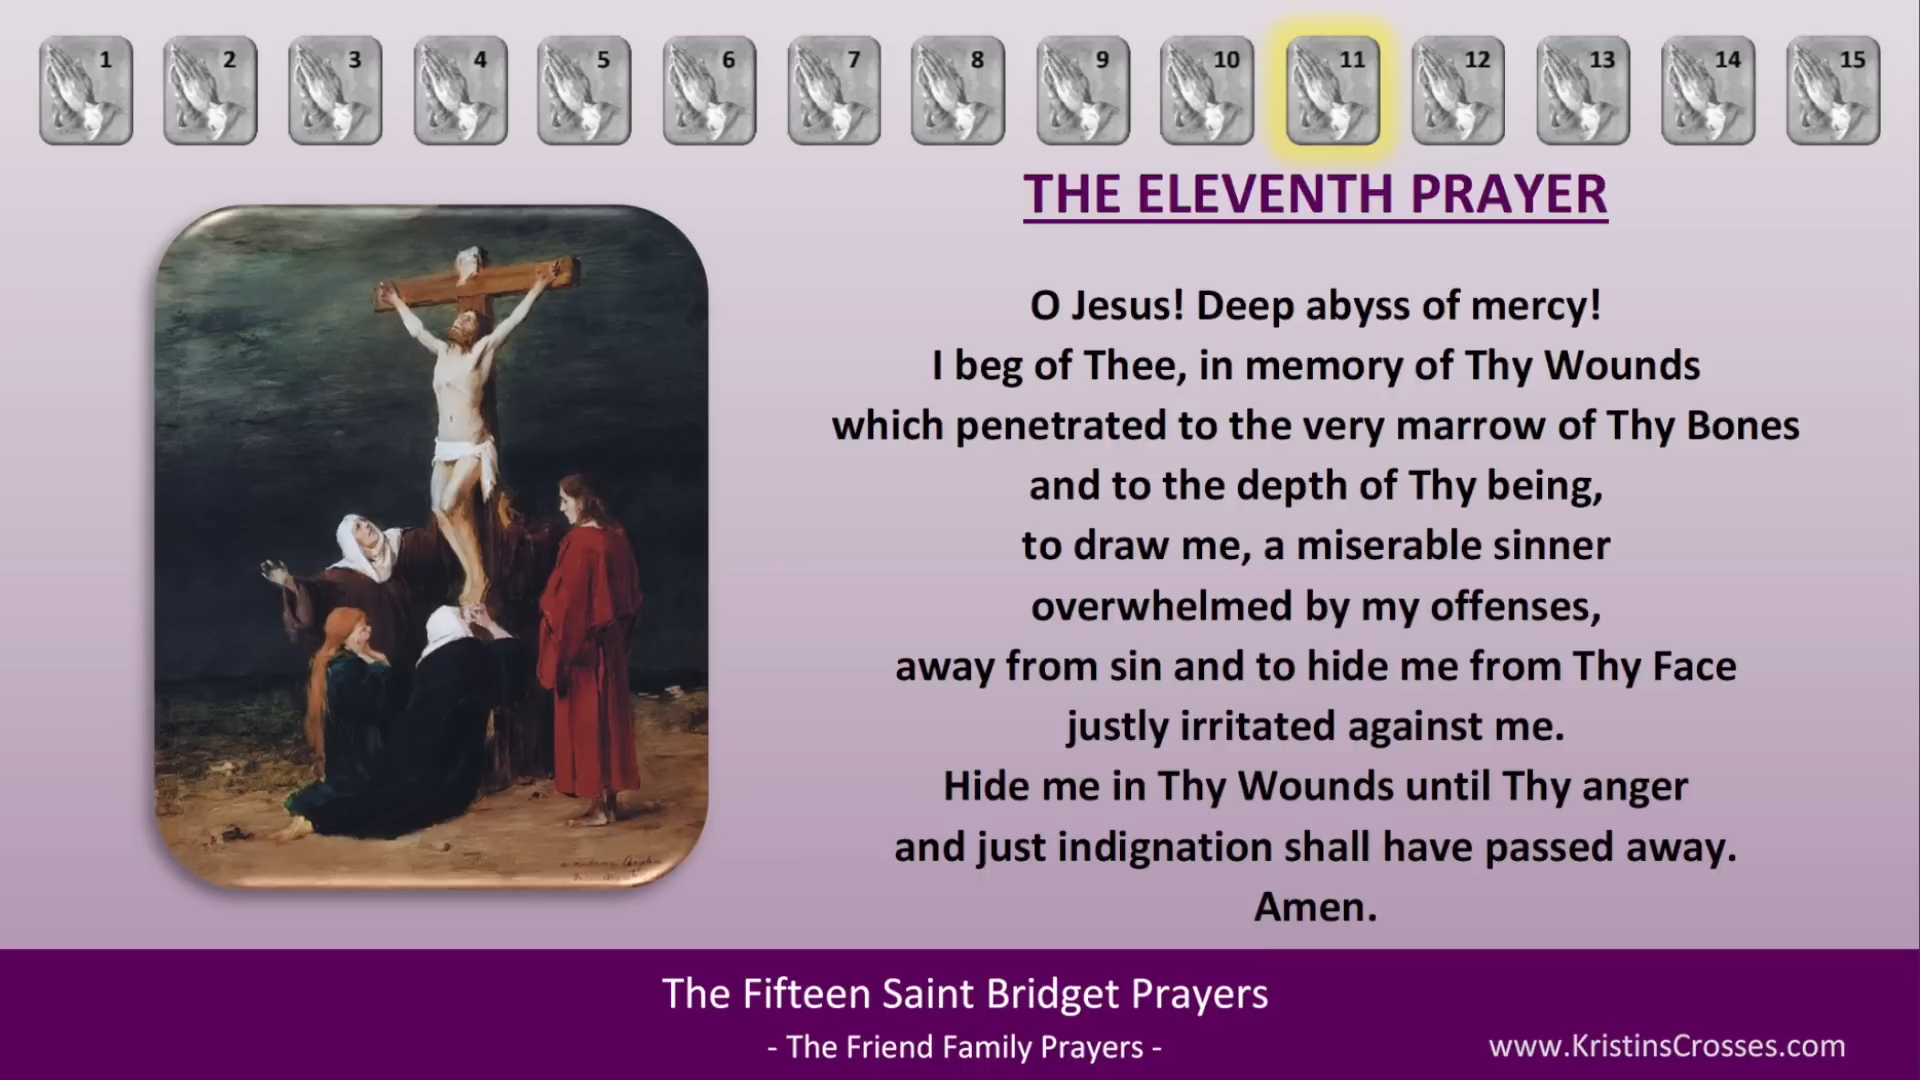 1 2 3 4 5 6 7 8 9 10 11 12 13 14 15
THE ELEVENTH PRAYER
O Jesus! Deep abyss of mercy!
I beg of Thee, in memory of Thy Wounds
which penetrated to the very marrow of Thy Bones
and to the depth of Thy being,
to draw me, a miserable sinner
overwhelmed by my offenses,
away from sin and to hide me from Thy Face
justly irritated against me.
Hide me in Thy Wounds until Thy anger
and just indignation shall have passed away.
Amen.
The Fifteen Saint Bridget Prayers
- The Friend Family Prayers -
www.KristinsCrosses.com